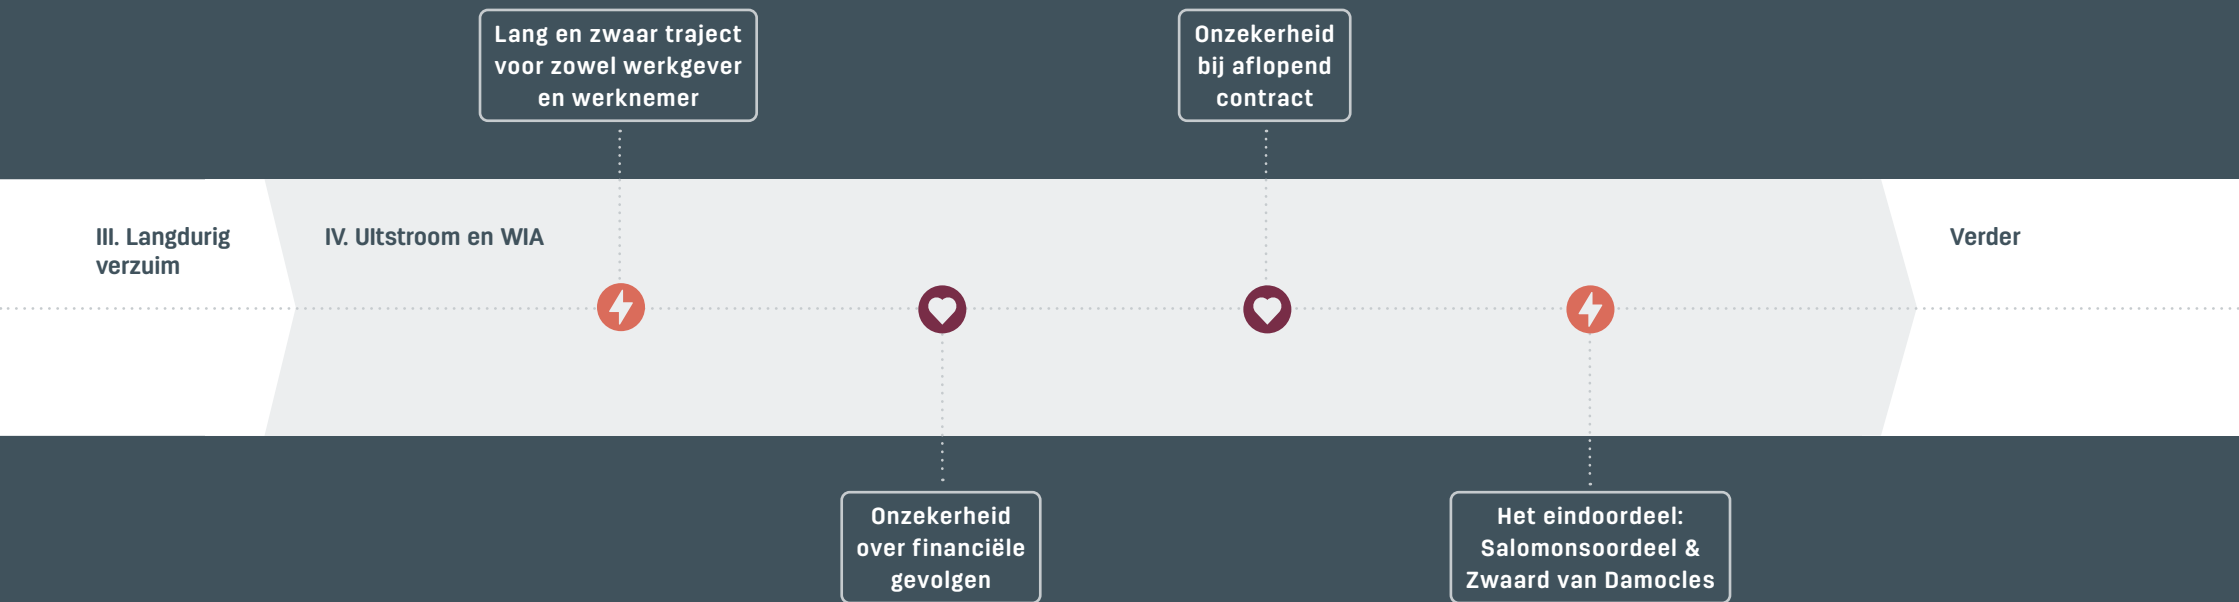 Lang en zwaar traject
voor zowel werkgever
en werknemer
Onzekerheid
bij aflopend
contract
III. Langdurig
verzuim
IV. UItstroom en WIA
Verder
Onzekerheid
over financiële
gevolgen
Het eindoordeel:
Salomonsoordeel &
Zwaard van Damocles